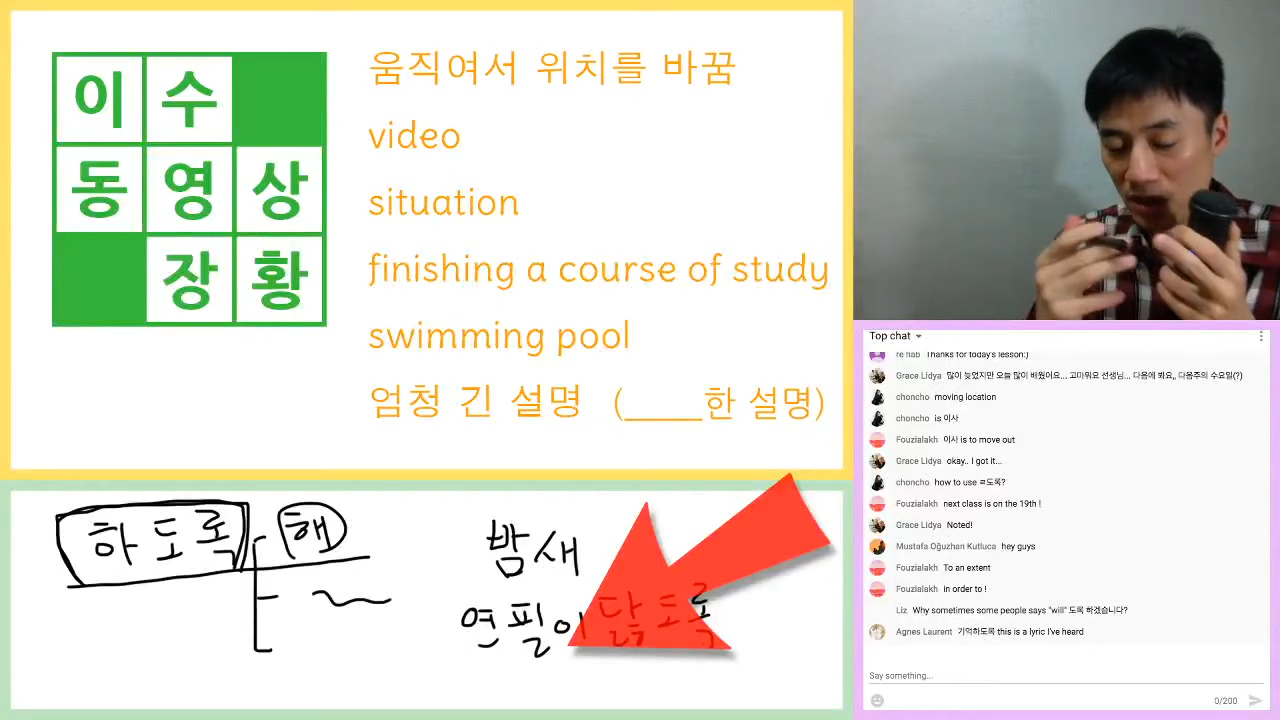 이 수
동 영 상
장 황
움직여서 위치를 바꿈
video
situation
finishing a course of study
swimming pool
엄청 긴 설명 (____한 설명)
하도록 해
밤새
연필이 닳도록
Top chat
re hab Thanks for today's lesson:)
Grace Lidya 많이 늦었지만 오늘 많이 배웠어요... 고마워요 선생님... 다음에 봐요, 다음주의 수요일(?)
choncho moving location
choncho is 이사
Fouzialakh 이사 is to move out
Grace Lidya okay.. I got it...
choncho how to use ㄹ도록?
Fouzialakh next class is on the 19th !
Grace Lidya Noted!
Mustafa Oğuzhan Kutluca hey guys
Fouzialakh To an extent
Fouzialakh in order to !
Liz Why sometimes some people says "will" 도록 하겠습니다?
Agnes Laurent 기억하도록 this is a lyric I've heard
Say something...
0/200